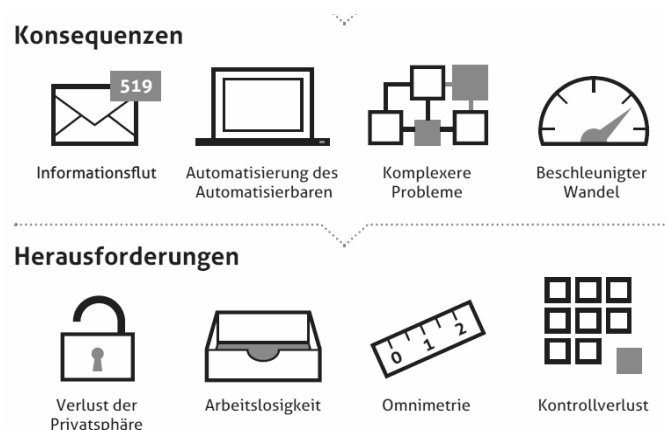 Konsequenzen
519
Informationsflut
Automatisierung des
Automatisierbaren
Komplexere
Probleme
Beschleunigter
Wandel
Herausforderungen
0 1 2
Verlust der
Privatsphäre
Arbeitslosigkeit
Omnimetrie
Kontrollverlust